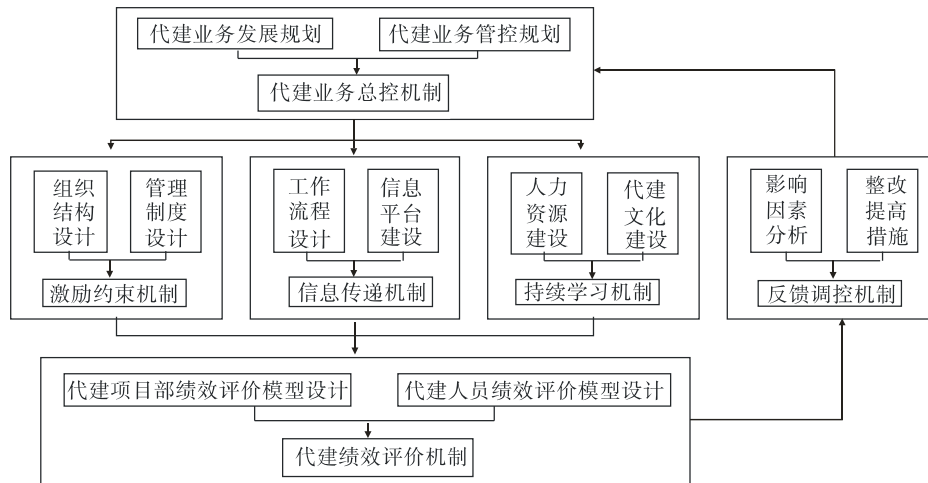 代建业务发展规划
代建业务管控规划
代建业务总控机制
组织
结构
设计
管理
制度
设计
激励约束机制
工作
流程
设计
信息
平台
建设
信息传递机制
人力
资源
建设
代建
文化
建设
持续学习机制
影响
因素
分析
整改
提高
措施
反馈调控机制
代建项目部绩效评价模型设计
代建人员绩效评价模型设计
代建绩效评价机制